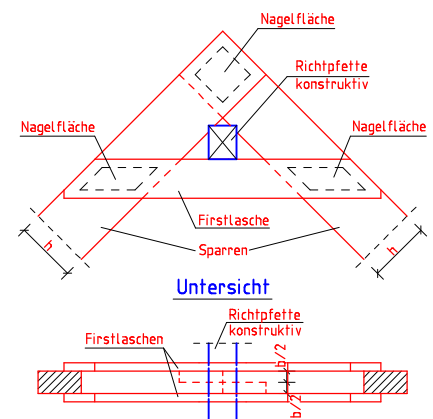 Nagelfläche
Richtpfette
konstruktiv
Nagelfläche
Nagelfläche
Firstlasche
h
Sparren
h
Untersicht
Richtpfette
konstruktiv
Firstlaschen
b/2
b/2